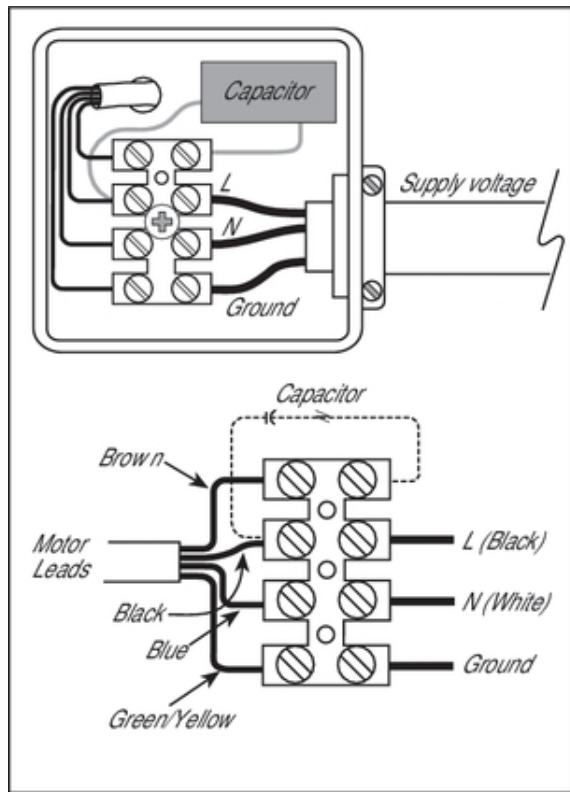 Capacitor
L
Supply voltage
N
Ground
Capacitor
Brown
Motor
Leads
L (Black)
N (White)
Black
Blue
Ground
Green/Yellow